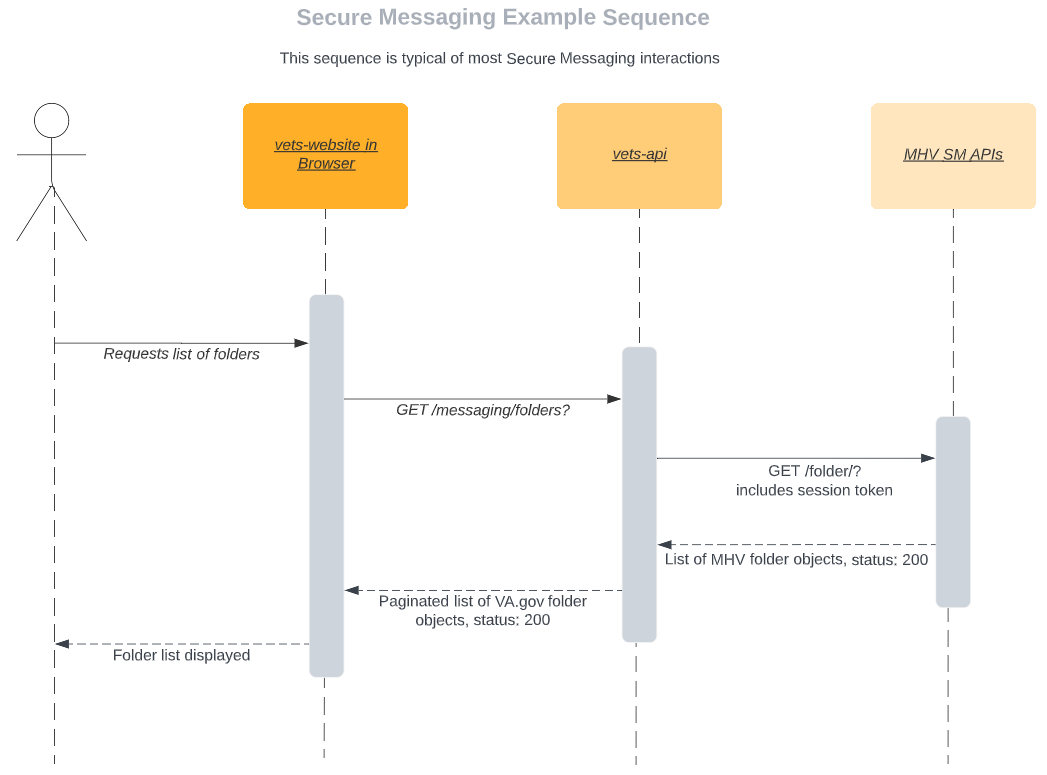 Secure Messaging Example Sequence
This sequence is typical of most Secure Messaging interactions
vets-website in
Browser
vets-api
MHV SM APIs
Requests list of folders
GET /messaging/folders?
GET /folder/?
includes session token
List of MHV folder objects, status: 200
Paginated list of VA.gov folder
objects, status: 200
Folder list displayed